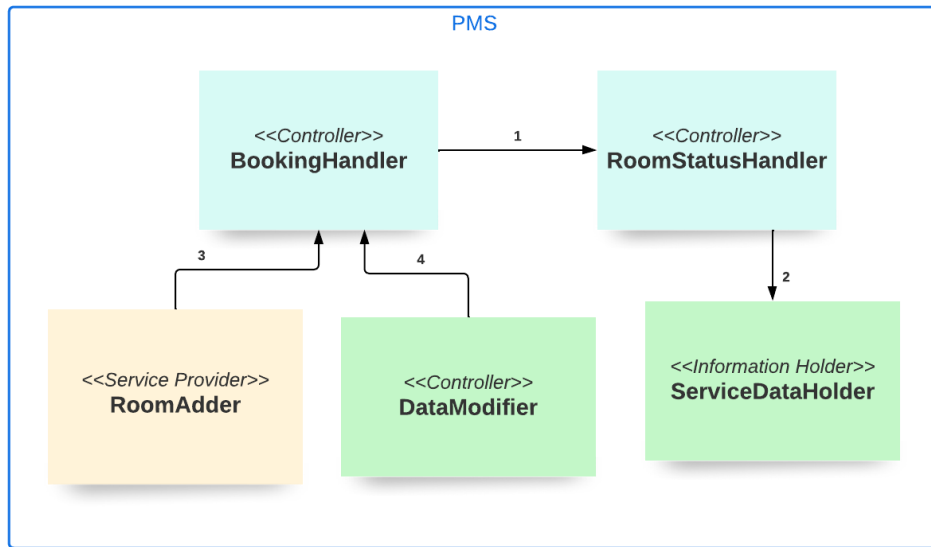 PMS
<<Controller>>
BookingHandler
1
<<Controller>>
RoomStatusHandler
3
4
2
<<Service Provider>>
RoomAdder
<<Controller>>
DataModifier
<<Information Holder>>
ServiceDataHolder